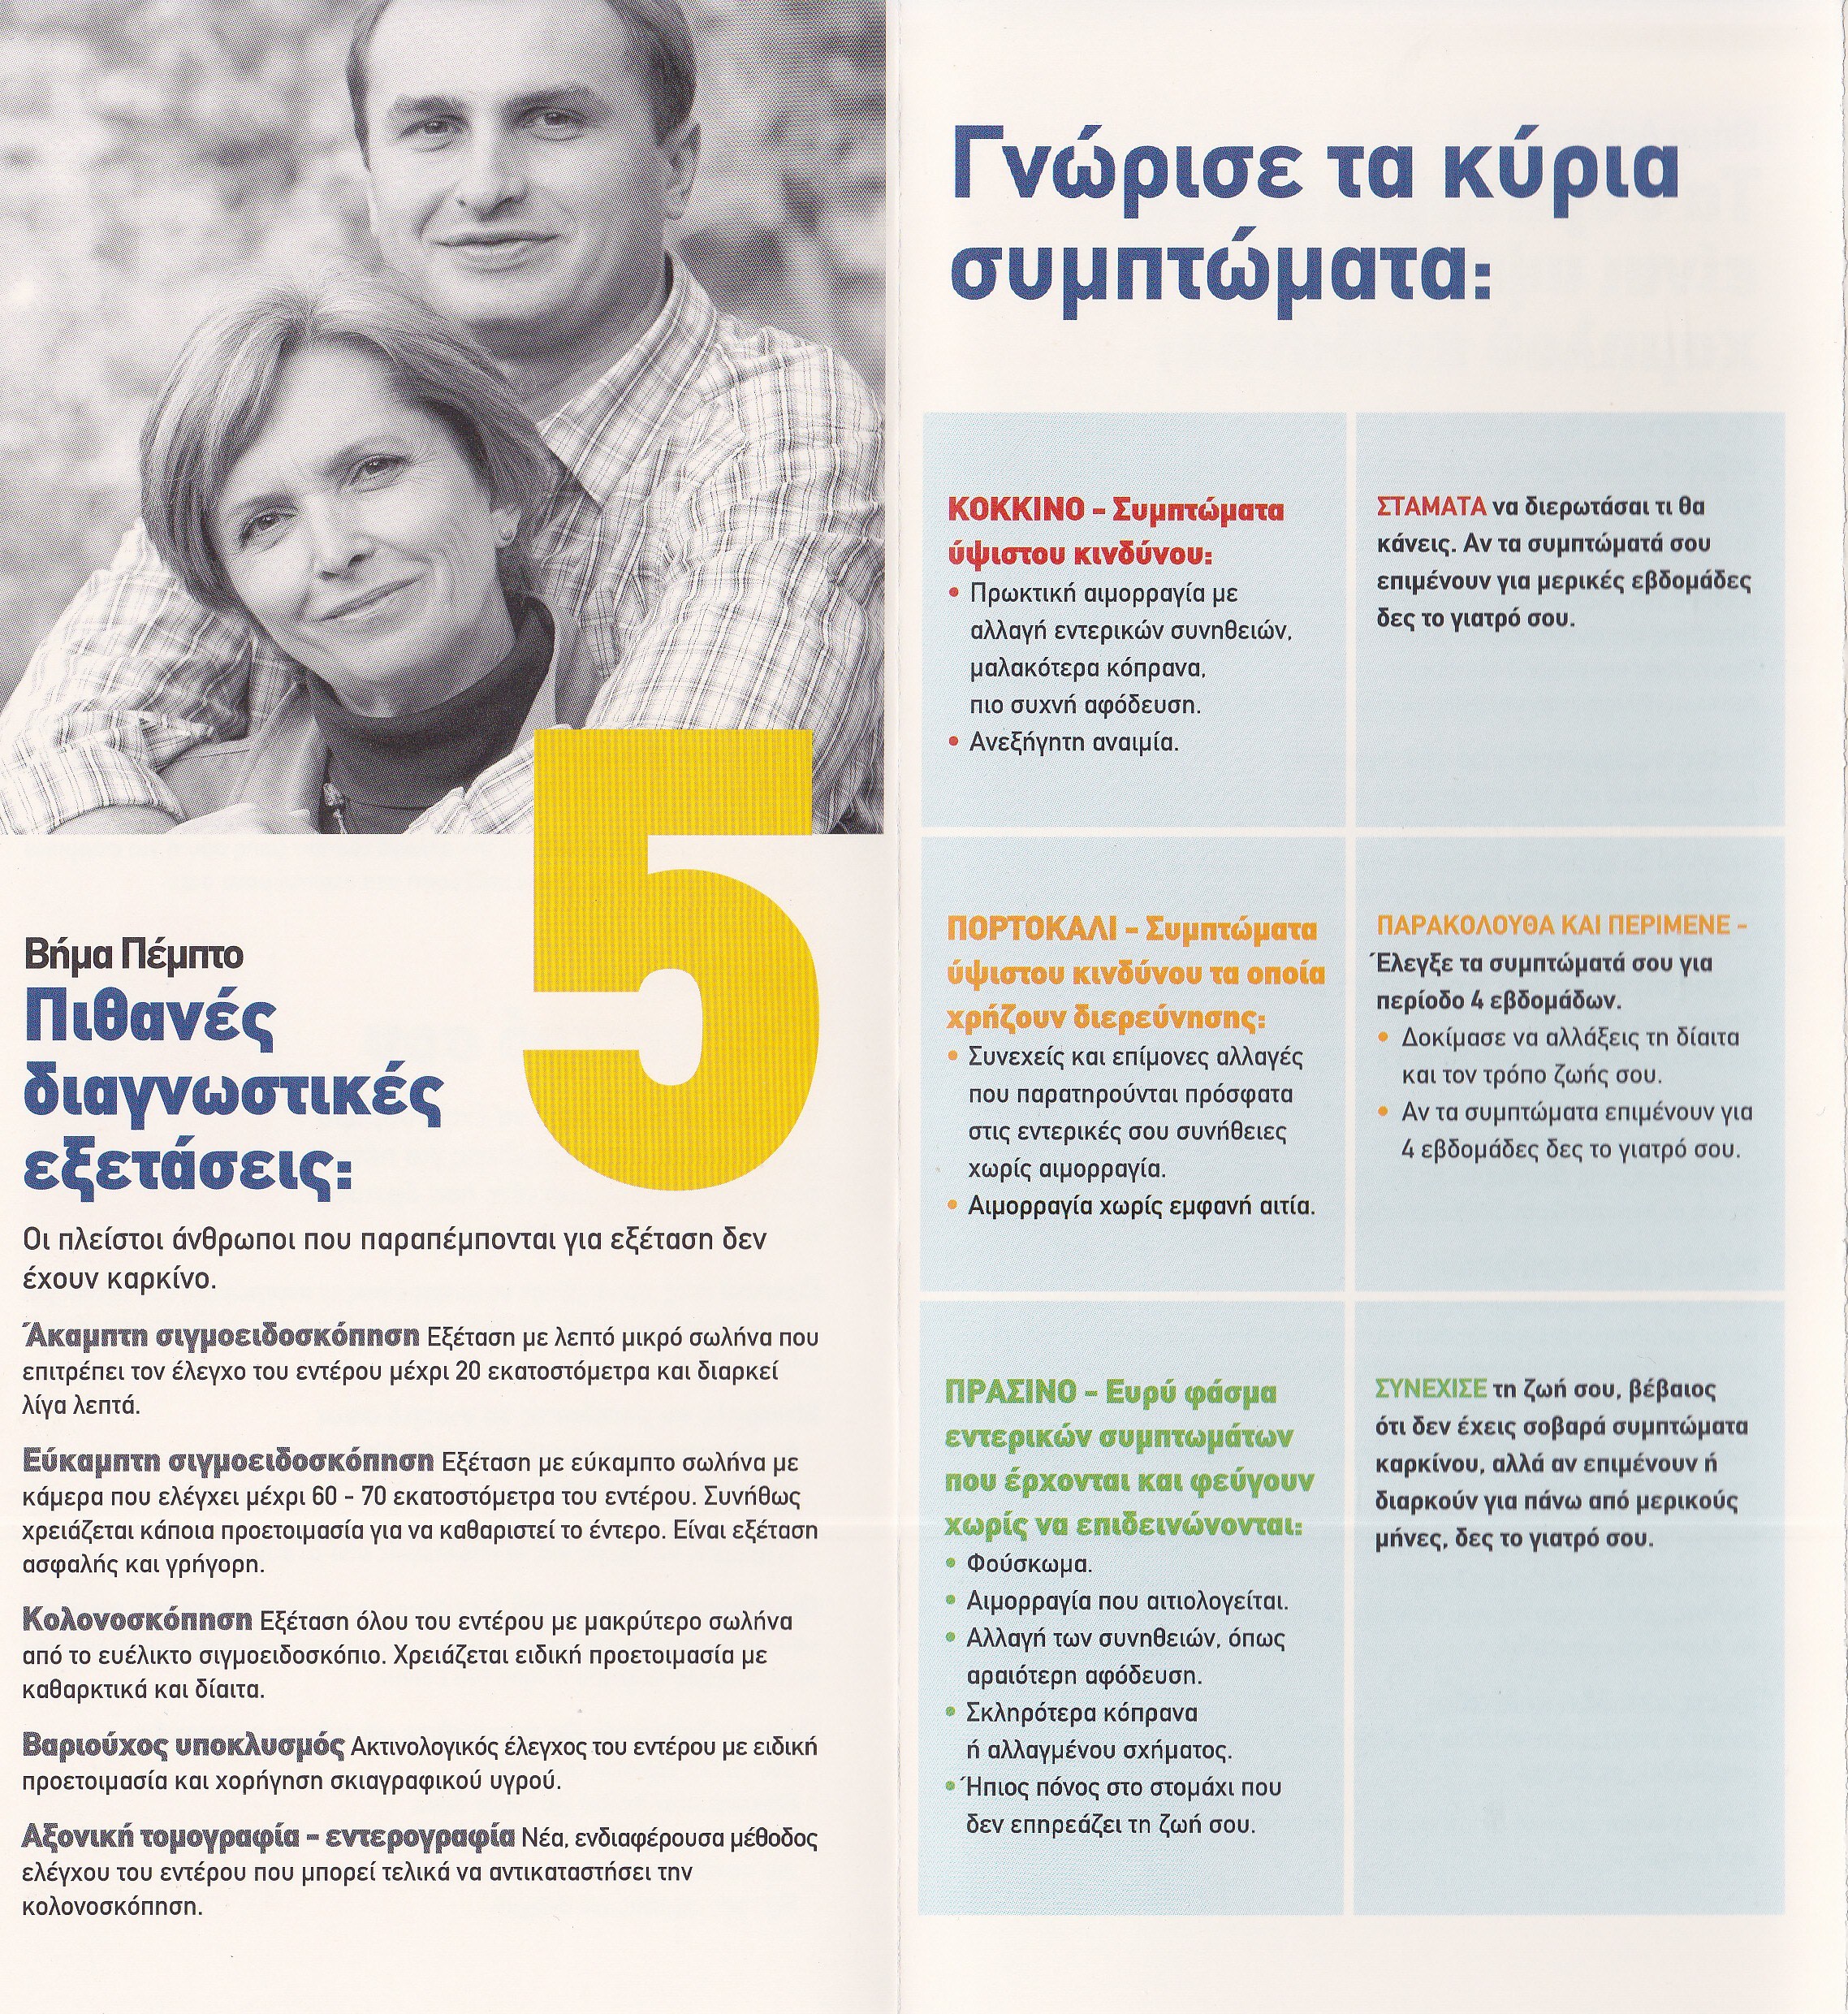 5
Βήμα Πέμπτο
Πιθανές
διαγνωστικές
εξετάσεις:
Οι πλείστοι άνθρωποι που παραπέμπονται για εξέταση δεν
έχουν καρκίνο.
Άκαμπτη σιγμοειδοσκόπηση Εξέταση με λεπτό μικρό σωλήνα που
επιτρέπει τον έλεγχο του εντέρου μέχρι 20 εκατοστόμετρα και διαρκεί
λίγα λεπτά.
Εύκαμπτη σιγμοειδοσκόπηση Εξέταση με εύκαμπτο σωλήνα με
κάμερα που ελέγχει μέχρι 60 - 70 εκατοστόμετρα του εντέρου. Συνήθως
χρειάζεται κάποια προετοιμασία για να καθαριστεί το έντερο. Είναι εξέταση
ασφαλής και γρήγορη.
Κολονοσκόπηση Εξέταση όλου του εντέρου με μακρύτερο σωλήνα
από το ευέλικτο σιγμοειδοσκόπιο. Χρειάζεται ειδική προετοιμασία με
καθαρκτικά και δίαιτα.
Βαριούχος υποκλυσμός Ακτινολογικός έλεγχος του εντέρου με ειδική
προετοιμασία και χορήγηση σκιαγραφικού υγρού.
Αξονική τομογραφία - εντερογραφία Νέα, ενδιαφέρουσα μέθοδος
ελέγχου του εντέρου που μπορεί τελικά να αντικαταστήσει την
κολονοσκόπηση.
Γνώρισε τα κύρια
συμπτώματα:
ΚΟΚΚΙΝΟ - Συμπτώματα
ύψιστου κινδύνου:
• Πρωκτική αιμορραγία με
αλλαγή εντερικών συνηθειών,
μαλακότερα κόπρανα,
πιο συχνή αφόδευση.
• Ανεξήγητη αναιμία.
ΣΤΑΜΑΤΑ να διερωτάσαι τι θα
κάνεις. Αν τα συμπτώματά σου
επιμένουν για μερικές εβδομάδες
δες το γιατρό σου.
ΠΟΡΤΟΚΑΛΙ - Συμπτώματα
ύψιστου κινδύνου τα οποία
χρήζουν διερεύνησης:
• Συνεχείς και επίμονες αλλαγές
που παρατηρούνται πρόσφατα
στις εντερικές σου συνήθειες
χωρίς αιμορραγία.
• Αιμορραγία χωρίς εμφανή αιτία.
ΠΑΡΑΚΟΛΟΥΘΑ ΚΑΙ ΠΕΡΙΜΕΝΕ -
Έλεγξε τα συμπτώματά σου για
περίοδο 4 εβδομάδων.
• Δοκίμασε να αλλάξεις τη δίαιτα
και τον τρόπο ζωής σου.
• Αν τα συμπτώματα επιμένουν για
4 εβδομάδες δες το γιατρό σου.
ΠΡΑΣΙΝΟ - Ευρύ φάσμα
εντερικών συμπτωμάτων
που έρχονται και φεύγουν
χωρίς να επιδεινώνονται:
• Φούσκωμα.
• Αιμορραγία που αιτιολογείται.
• Αλλαγή των συνηθειών, όπως
αραιότερη αφόδευση.
• Σκληρότερα κόπρανα
ή αλλαγμένου σχήματος.
• Ήπιος πόνος στο στομάχι που
δεν επηρεάζει τη ζωή σου.
ΣΥΝΕΧΙΣΕ τη ζωή σου, βέβαιος
ότι δεν έχεις σοβαρά συμπτώματα
καρκίνου, αλλά αν επιμένουν ή
διαρκούν για πάνω από μερικούς
μήνες, δες το γιατρό σου.